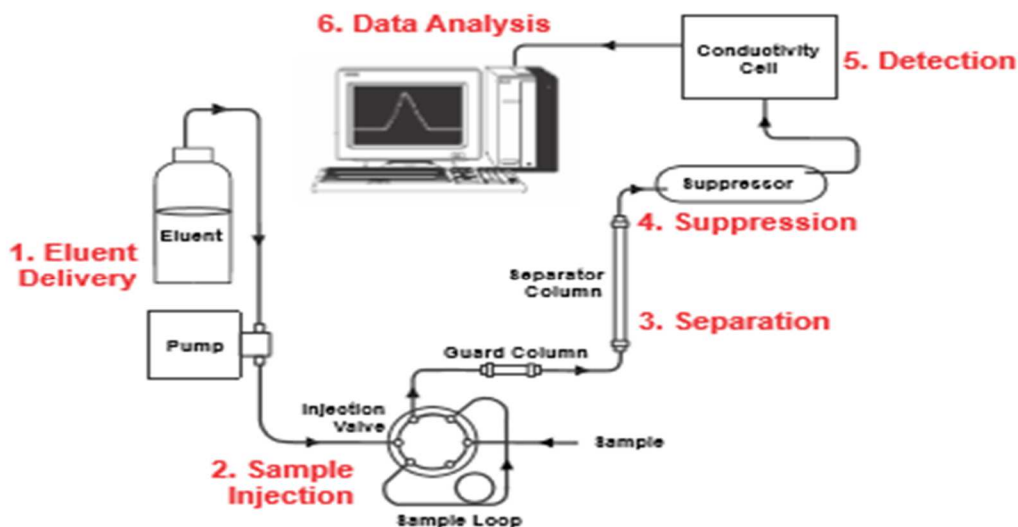 6. Data Analysis
Conductivity
Cell
5. Detection
Suppressor
4. Suppression
Eluent
1. Eluent
Delivery
Separator
Column
3. Separation
Pump
Guard Column
Injection
Valve
Sample
2. Sample
Injection
Sample Loop